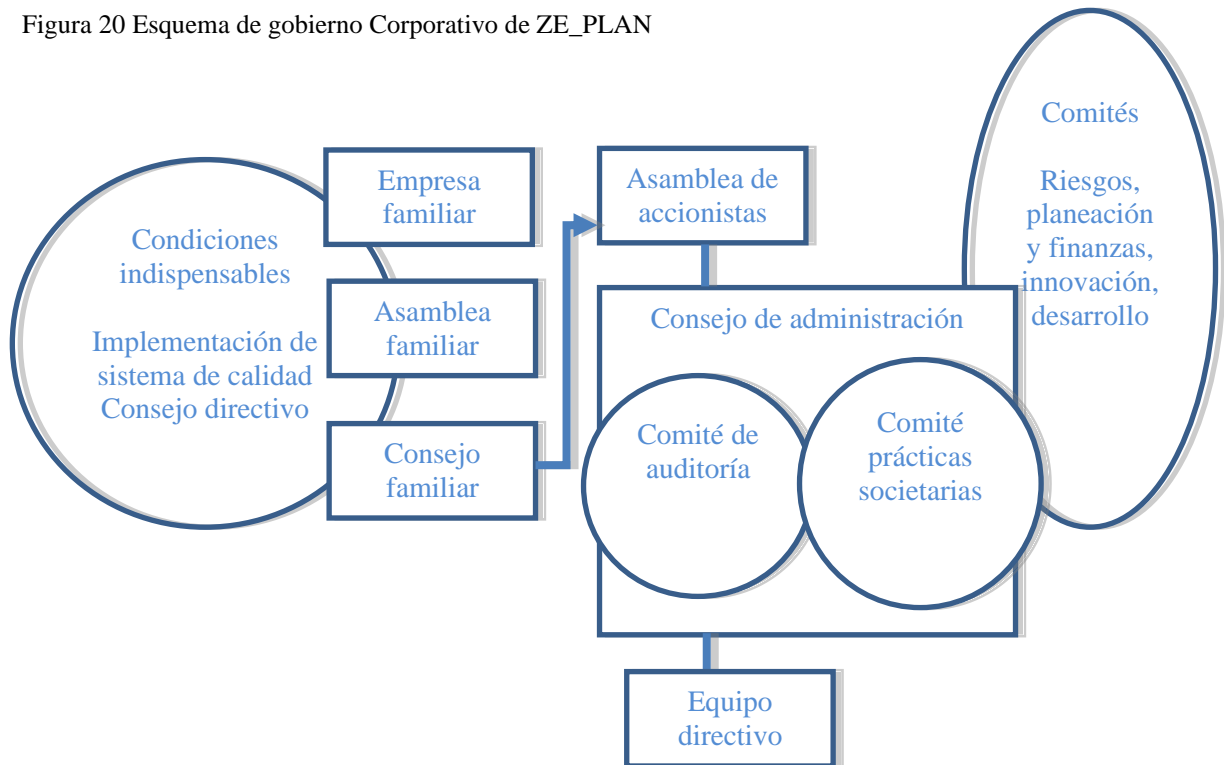 Figura 20 Esquema de gobierno Corporativo de ZE_PLAN
Condiciones
indispensables
Implementación de
sistema de calidad
Consejo directivo
Empresa
familiar
Asamblea
familiar
Consejo
familiar
Asamblea de
accionistas
Consejo de administración
Comité de
auditoría
Comité
prácticas
societarias
Equipo
directivo
Comités
Riesgos,
planeación
y finanzas,
innovación,
desarrollo